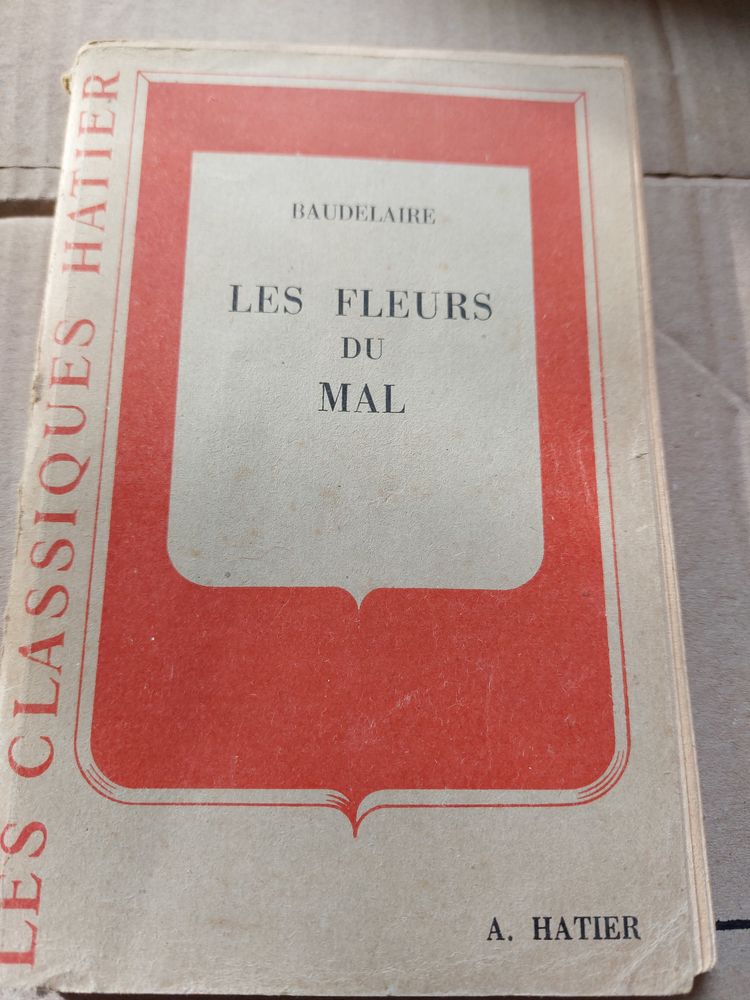 LES CLASSIQUES HATIER
BAUDELAIRE
LES FLEURS
DU
MAL
A. HATIER